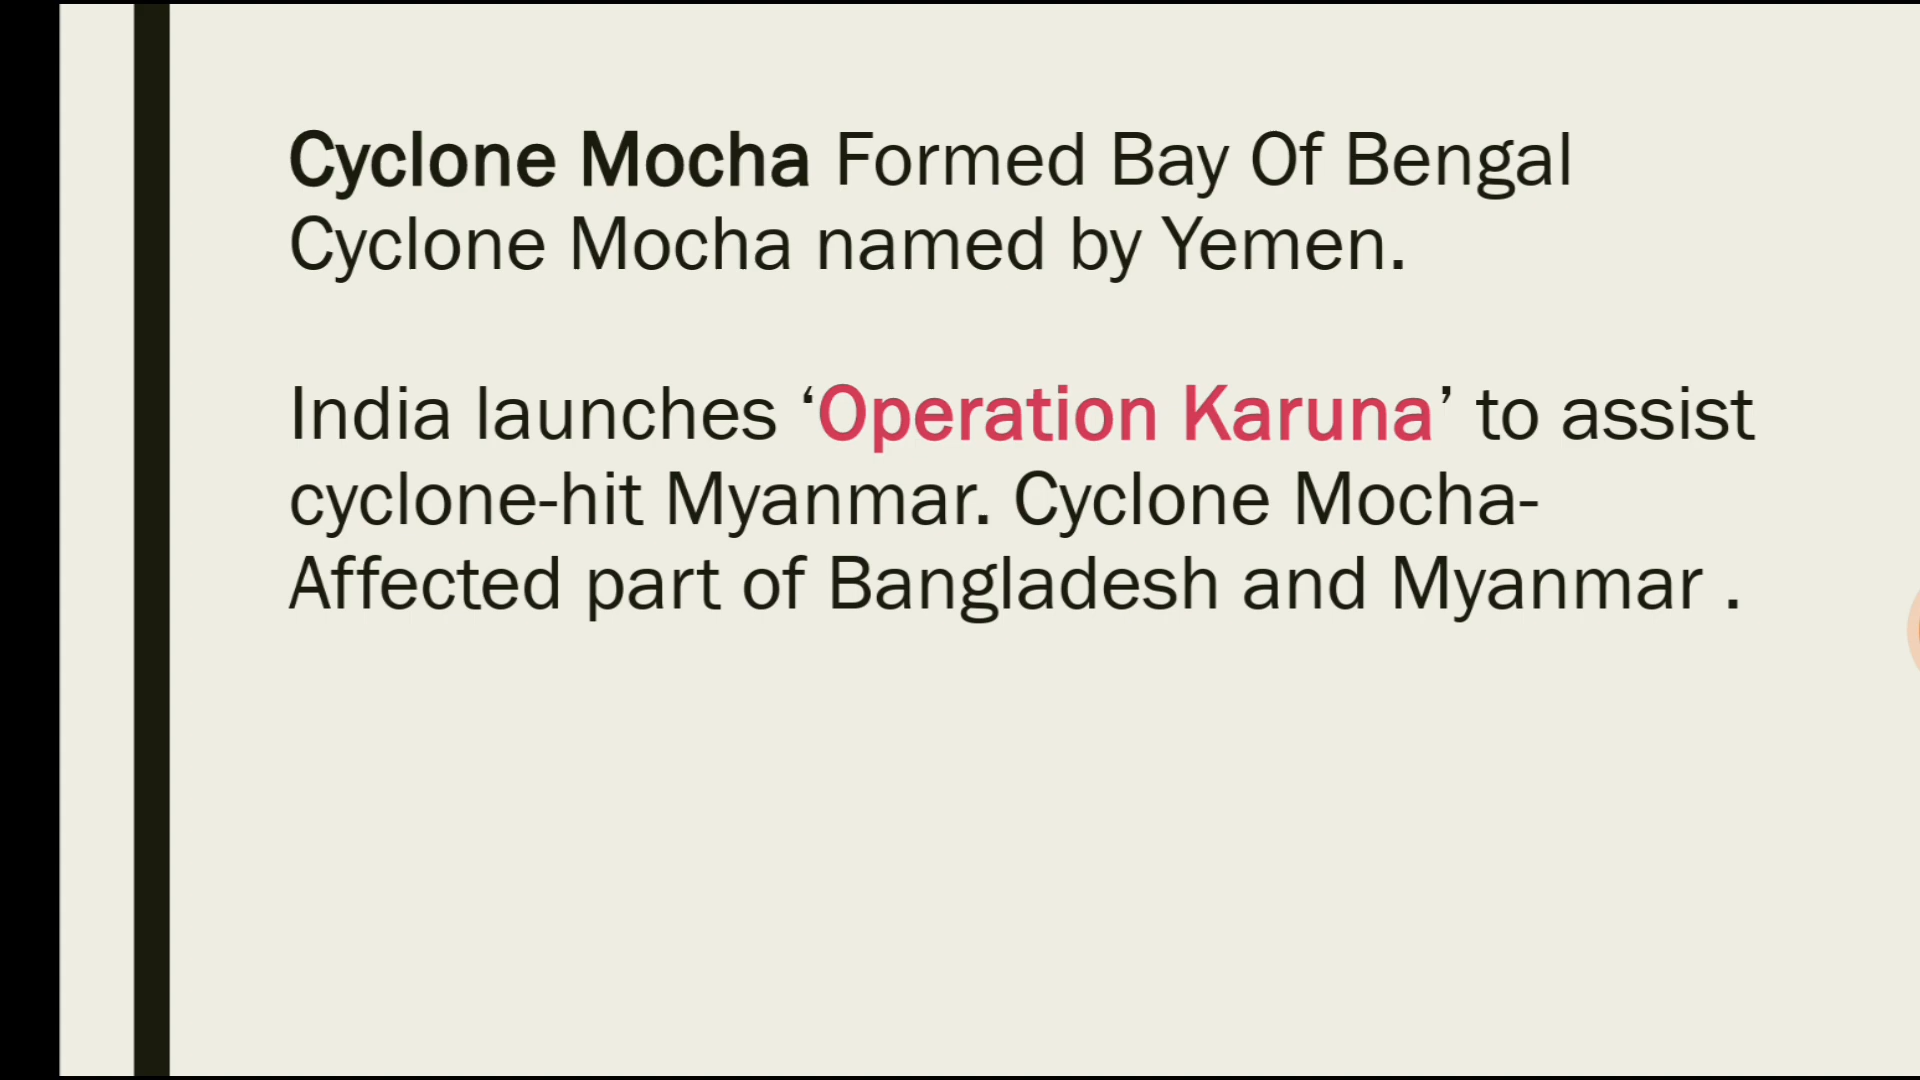 Cyclone Mocha Formed Bay Of Bengal
Cyclone Mocha named by Yemen.
India launches ‘Operation Karuna’ to assist
cyclone-hit Myanmar. Cyclone Mocha-
Affected part of Bangladesh and Myanmar .